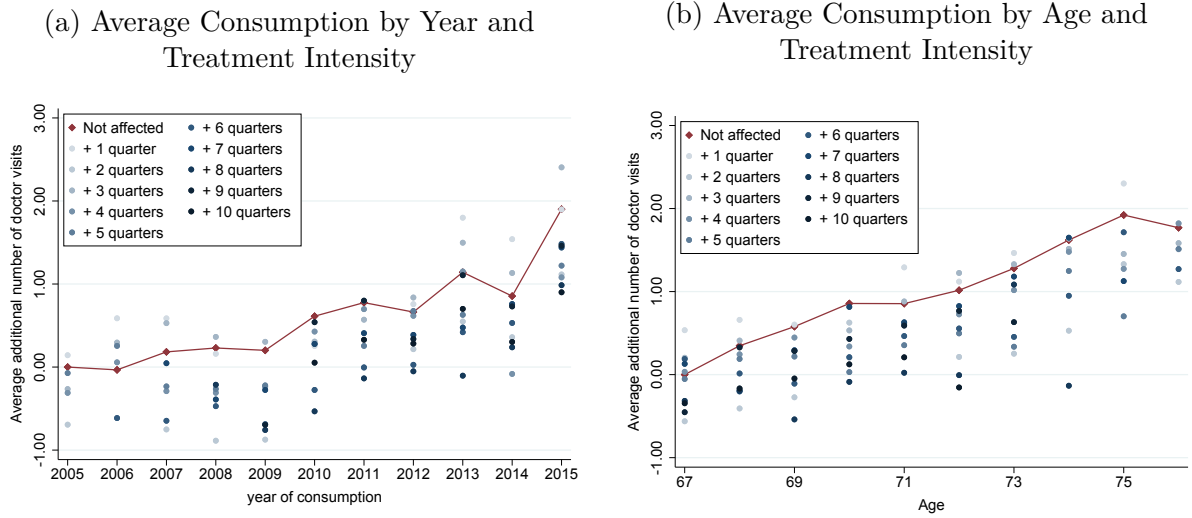 (a) Average Consumption by Year and
Treatment Intensity
Average additional number of doctor visits
3.00
2.00
1.00
0.00
-1.00
Not affected
+ 1 quarter
+ 2 quarters
+ 3 quarters
+ 4 quarters
+ 5 quarters
+ 6 quarters
+ 7 quarters
+ 8 quarters
+ 9 quarters
+ 10 quarters
2005 2006 2007 2008 2009 2010 2011 2012 2013 2014 2015
year of consumption
(b) Average Consumption by Age and
Treatment Intensity
Average additional number of doctor visits
3.00
2.00
1.00
0.00
-1.00
Not affected
+ 1 quarter
+ 2 quarters
+ 3 quarters
+ 4 quarters
+ 5 quarters
+ 6 quarters
+ 7 quarters
+ 8 quarters
+ 9 quarters
+ 10 quarters
67 69 71 73 75
Age